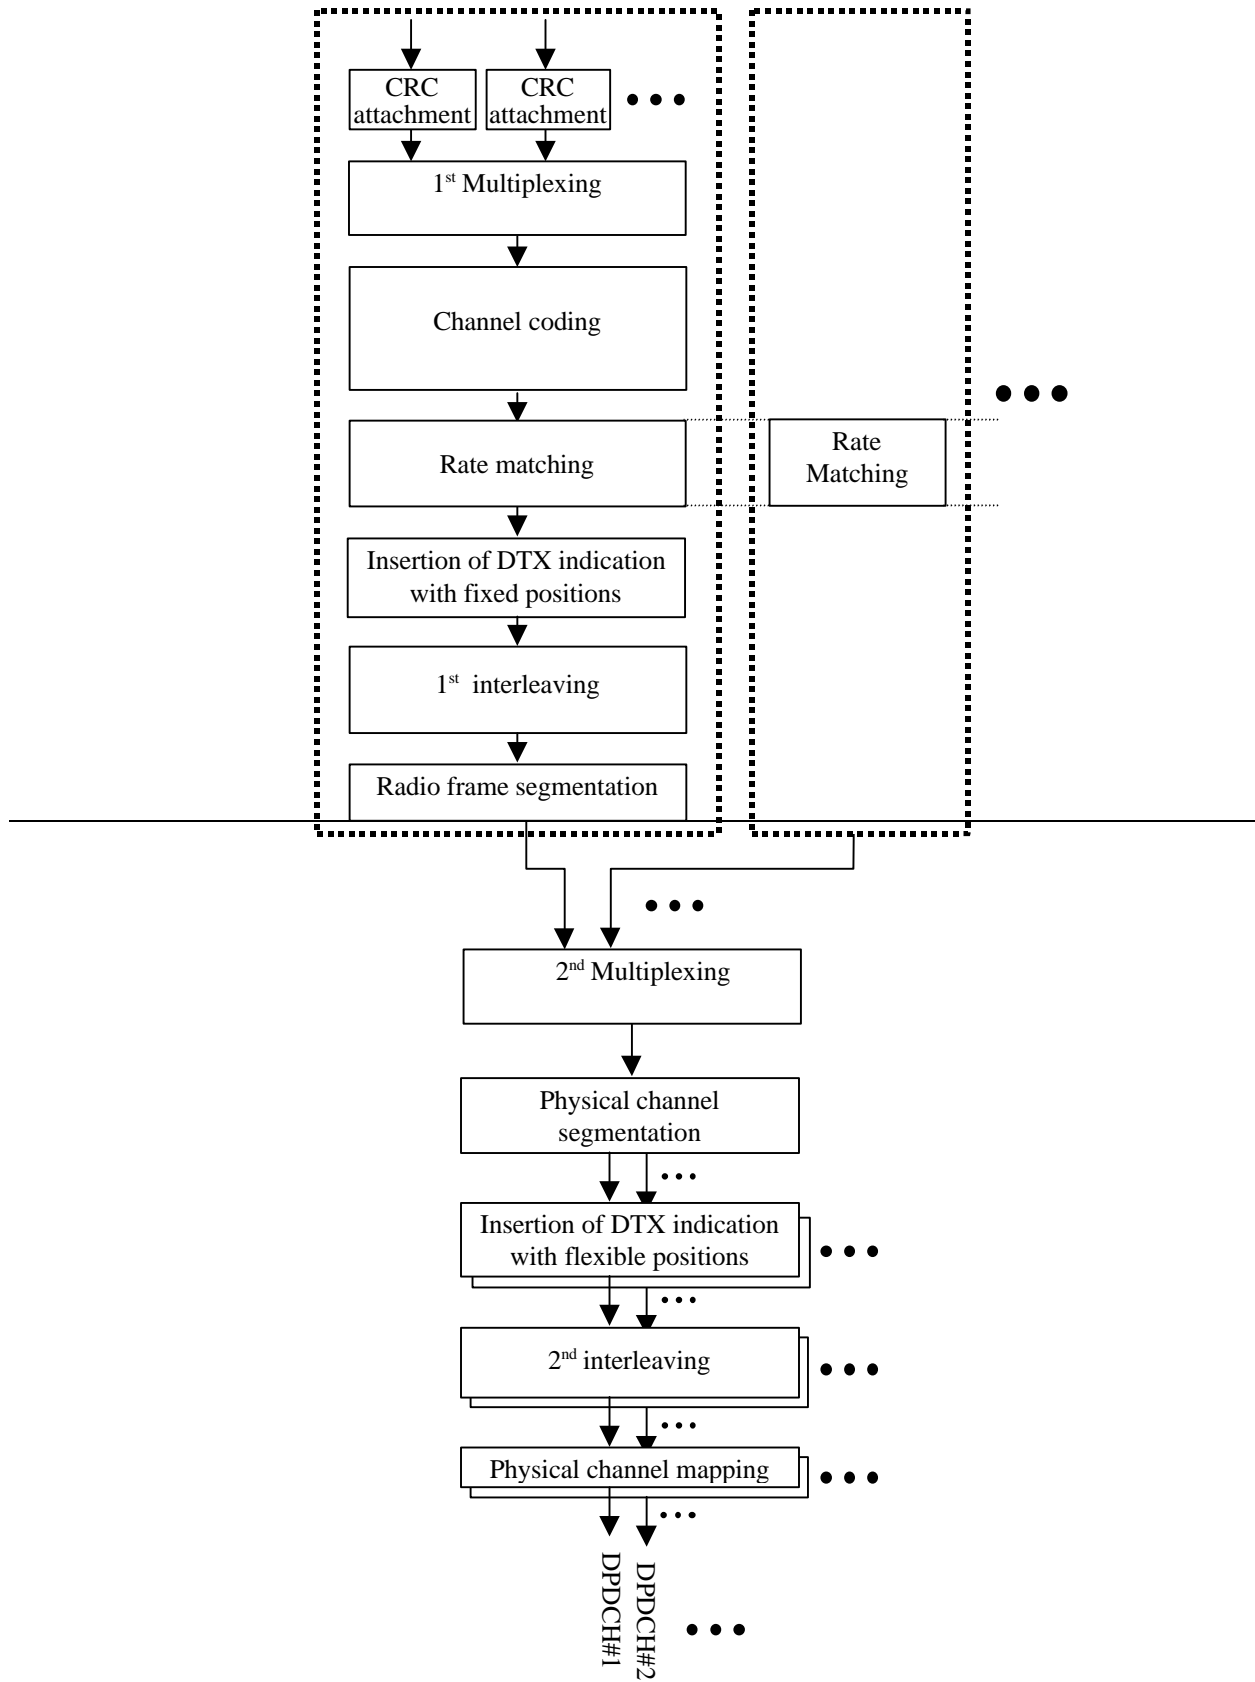 CRC
attachment
CRC
attachment
1st Multiplexing
Channel coding
Rate matching
Rate
Matching
Insertion of DTX indication
with fixed positions
1st interleaving
Radio frame segmentation
2nd Multiplexing
Physical channel
segmentation
Insertion of DTX indication
with flexible positions
2nd interleaving
Physical channel mapping
DPDCH#1
DPDCH#2